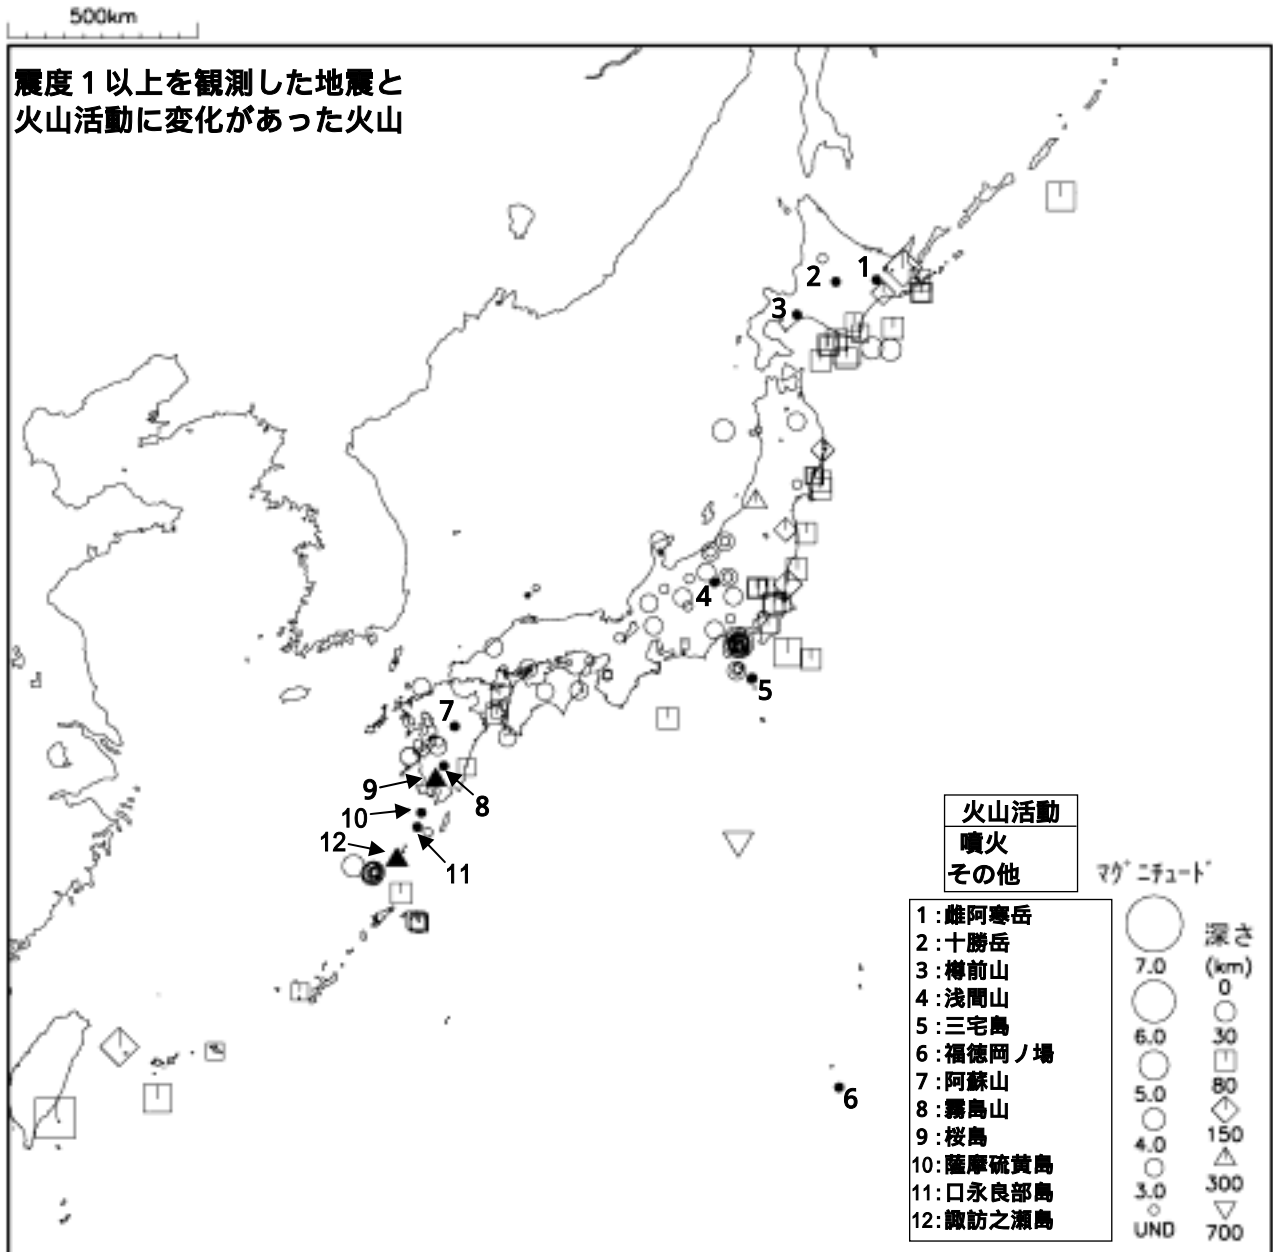 500km
震度1以上を観測した地震と
火山活動に変化があった火山
1
2
3
4
5
7
9
8
10
12
11
6
火山活動
噴火
その他
1:雌阿寒岳
2:十勝岳
3:樽前山
4:浅間山
5:三宅島
6:福徳岡ノ場
7:阿蘇山
8:霧島山
9:桜島
10:薩摩硫黄島
11:口永良部島
12:諏訪之瀬島
マグニチュード
7.0
6.0
5.0
4.0
3.0
UND
深さ
(km)
0
30
80
150
300
700